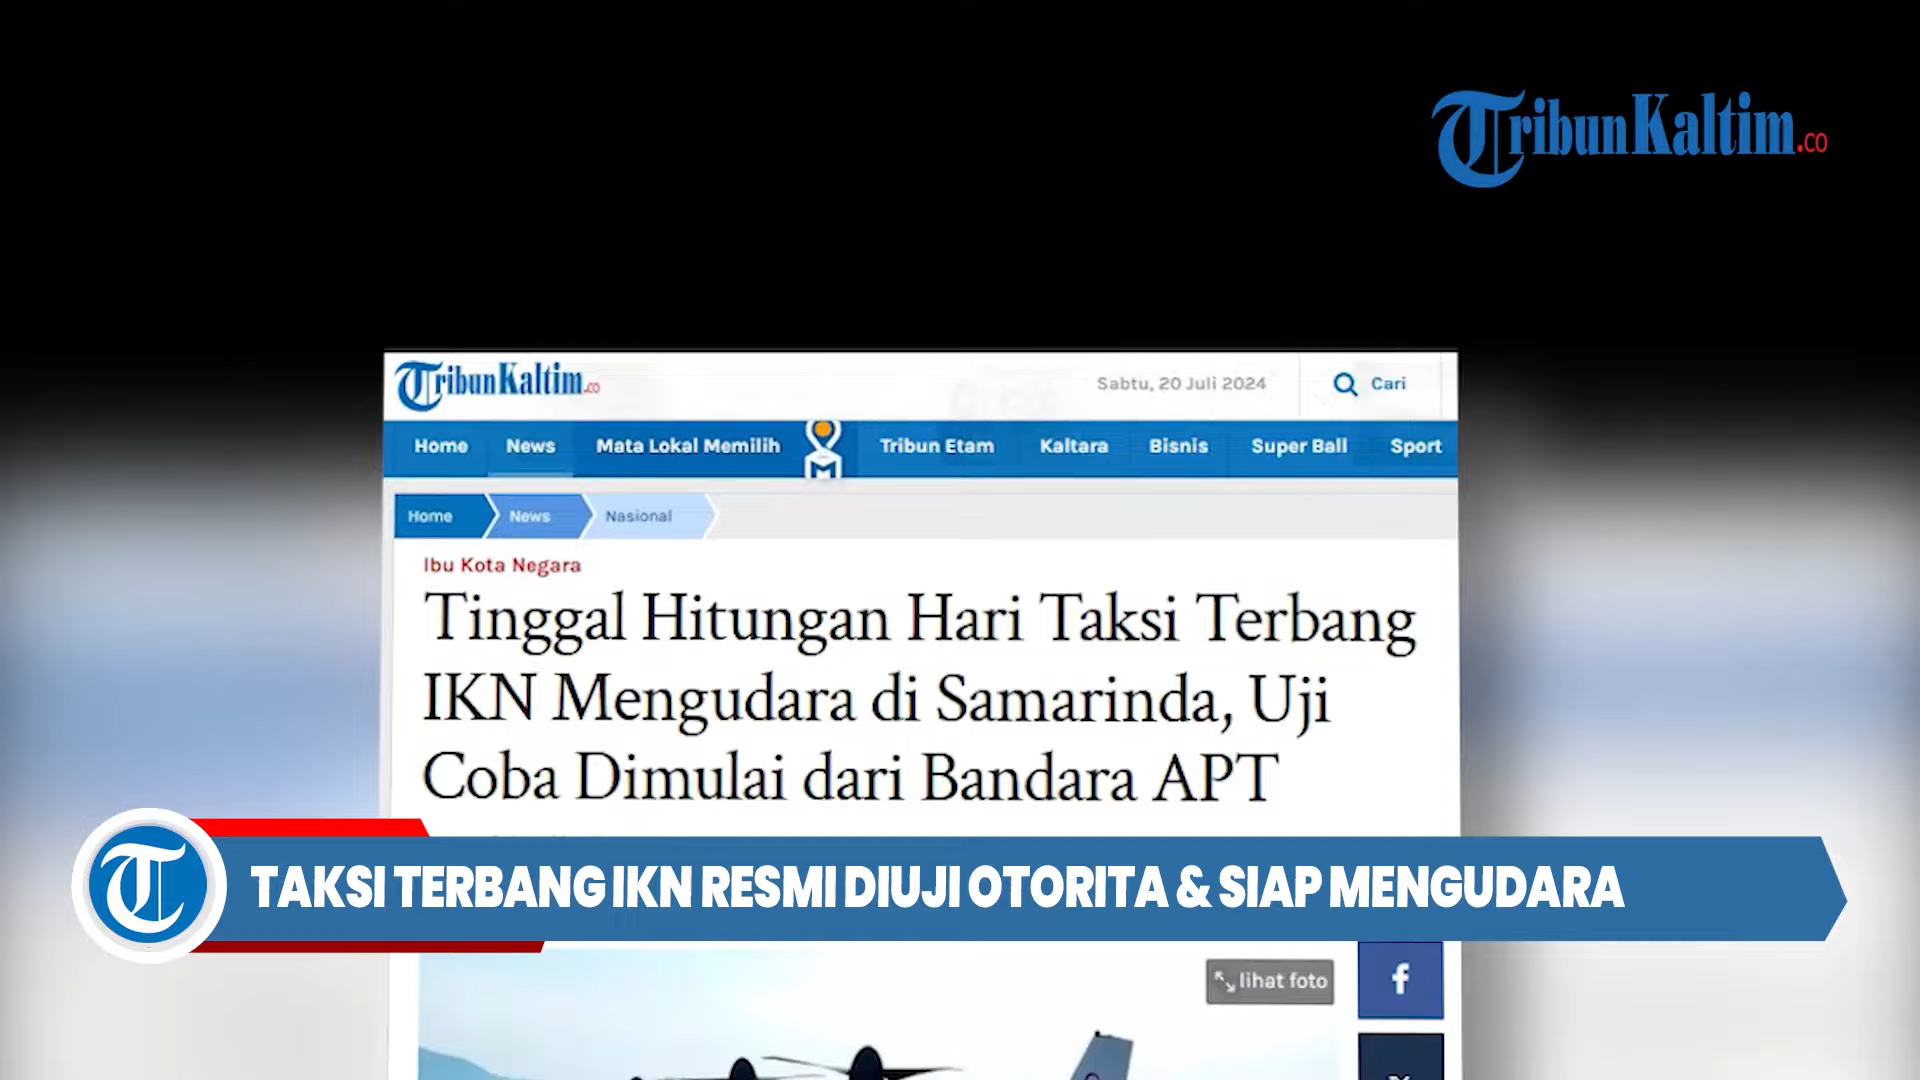 TribunKaltim.co
TribunKaltim.co
Sabtu, 20 Juli 2024
Cari
Home
News
Mata Lokal Memilih
Tribun Etam
Kaltara
Bisnis
Super Ball
Sport
Home
News
Nasional
Ibu Kota Negara
Tinggal Hitungan Hari Taksi Terbang
IKN Mengudara di Samarinda, Uji
Coba Dimulai dari Bandara APT
TAKSI TERBANG IKN RESMI DIUJI OTORITA & SIAP MENGUDARA
lihat foto